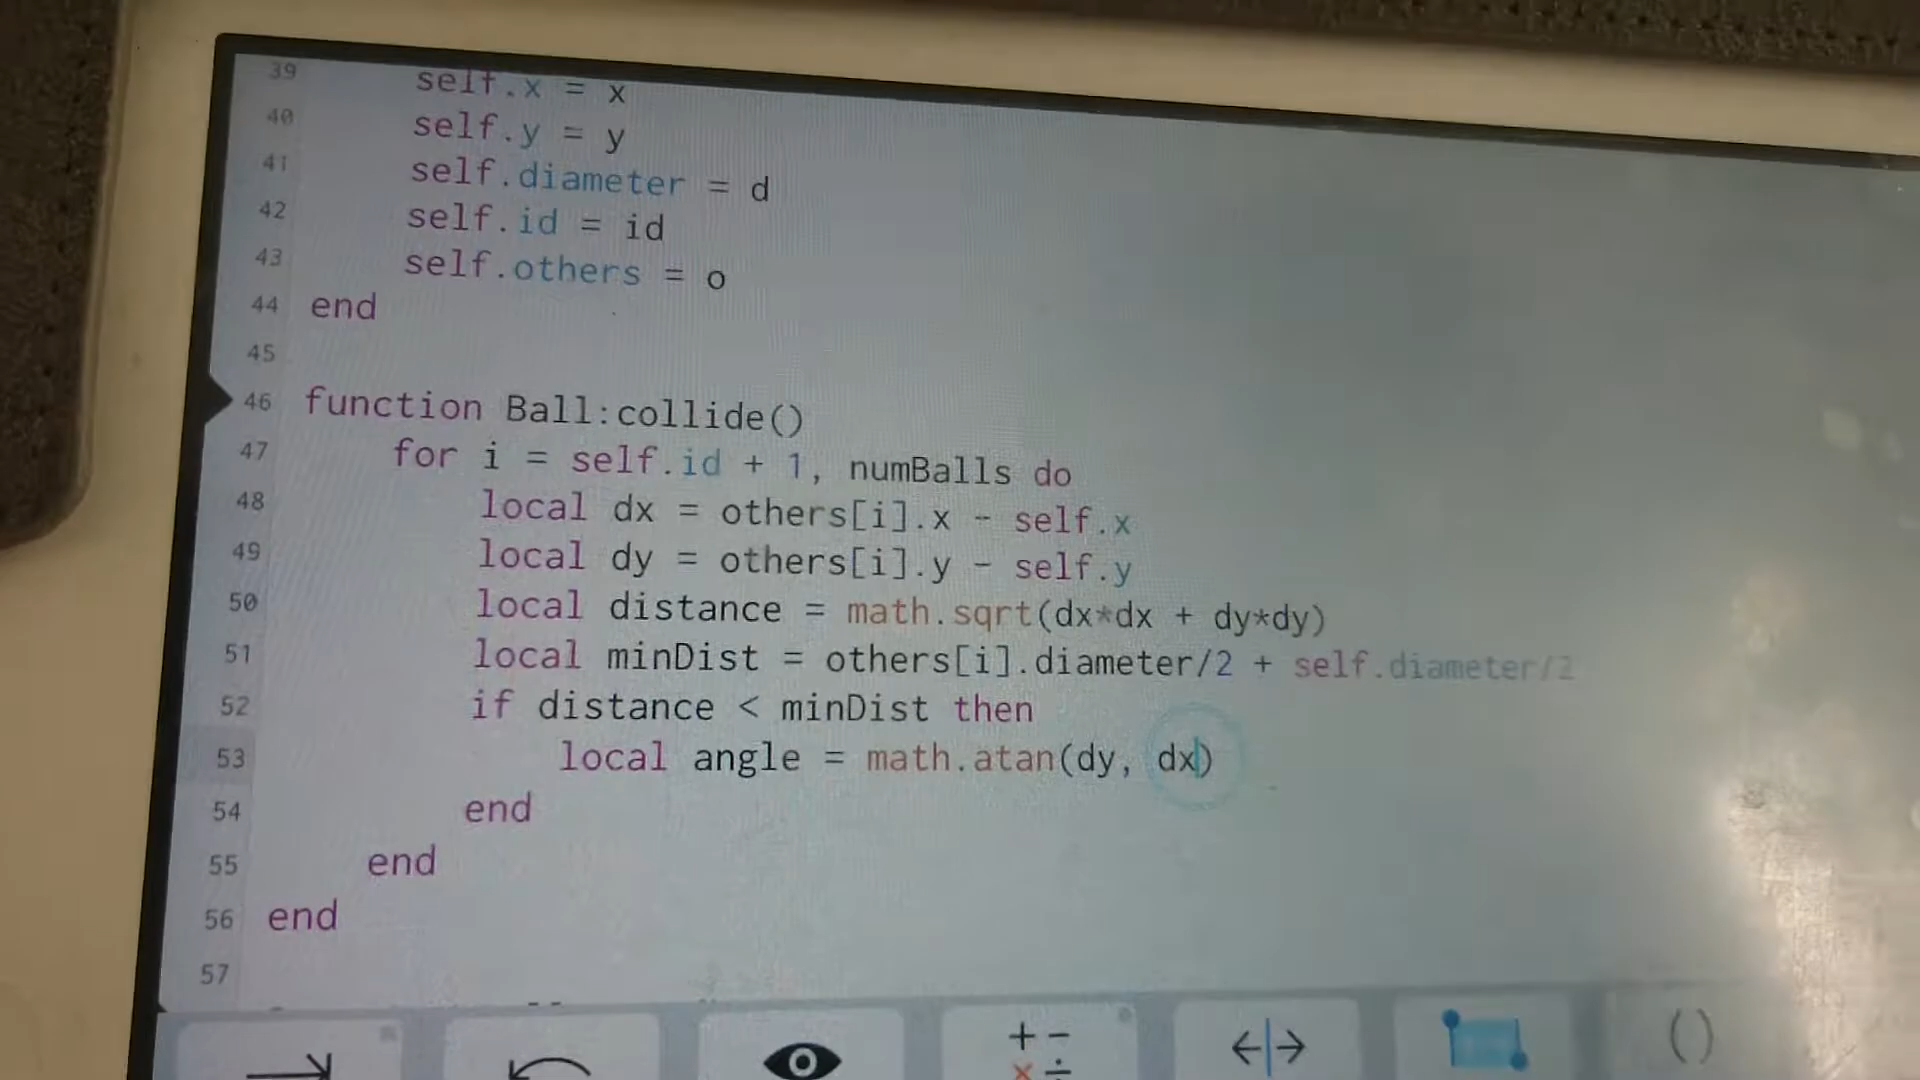 39 self.x = x
40 self.y = y
41 self.diameter = d
42 self.id = id
43 self.others = o
44 end
45
46 function Ball:collide()
47 for i = self.id + 1, numBalls do
48 local dx = others[i].x - self.x
49 local dy = others[i].y - self.y
50 local distance = math.sqrt(dx*dx + dy*dy)
51 local minDist = others[i].diameter/2 + self.diameter/2
52 if distance < minDist then
53 local angle = math.atan(dy, dx)
54 end
55 end
56 end
57
+ -
× ÷
()